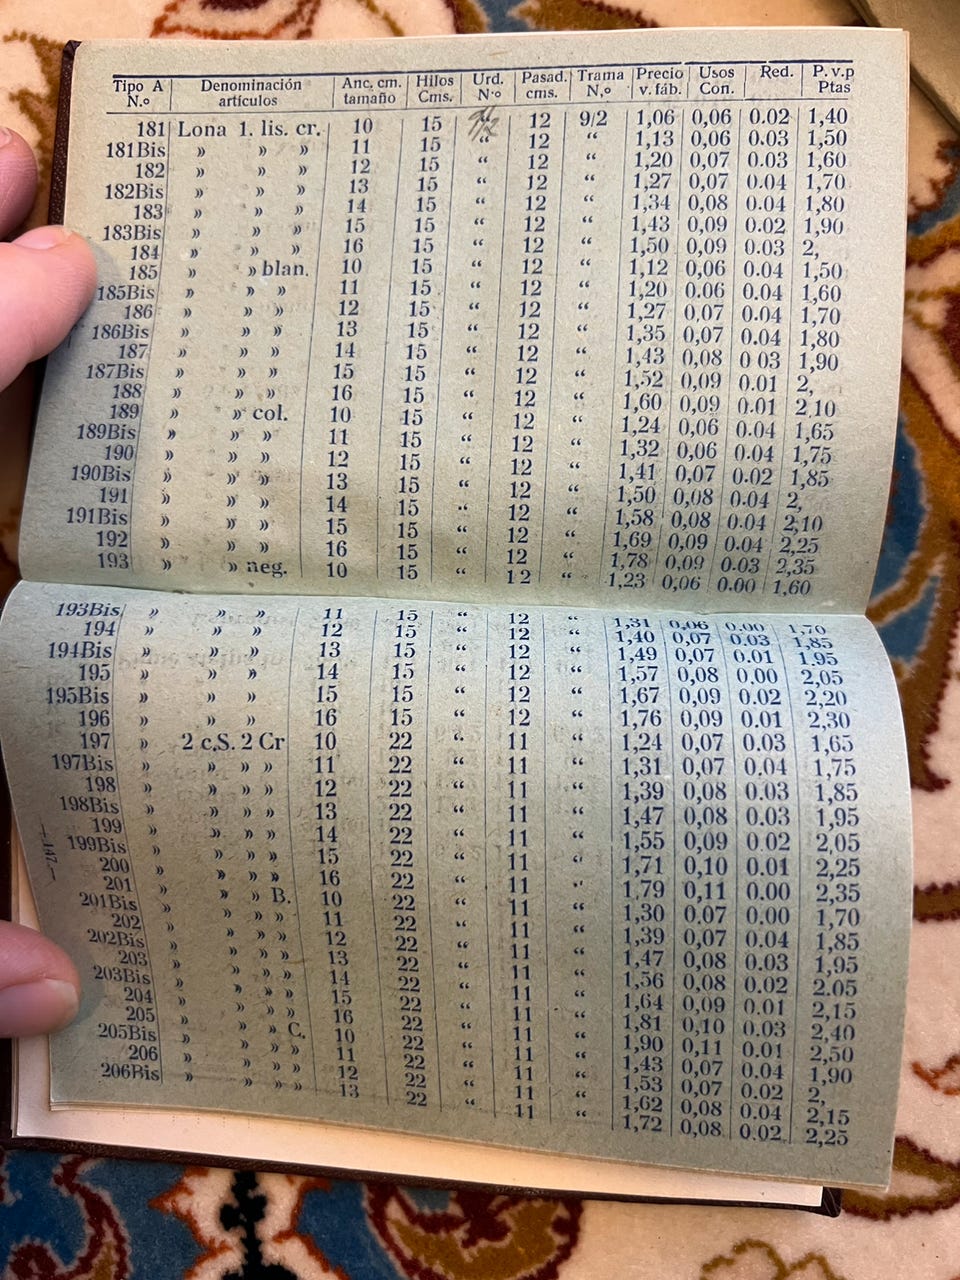 Tipo A N.º Denominación artículos Anc. cm. tamaño Hilos Cms. Urd. N.º Pasad. cms. Trama N.º Precio v. fáb. Usos Con. Red. P. v. p Ptas
181 Lona 1. lis. cr. 10 15 9/2 12 9/2 1,06 0,06 0.02 1,40
181Bis » » » 11 15 “ 12 “ 1,13 0,06 0.03 1,50
182 » » » 12 15 “ 12 “ 1,20 0,07 0.03 1,60
182Bis » » » 13 15 “ 12 “ 1,27 0,07 0.04 1,70
183 » » » 14 15 “ 12 “ 1,34 0,08 0.04 1,80
183Bis » » » 15 15 “ 12 “ 1,43 0,09 0.02 1,90
184 » » » 16 15 “ 12 “ 1,50 0,09 0.03 2,
185 » » blan. 10 15 “ 12 “ 1,12 0,06 0.04 1,50
185Bis » » » 11 15 “ 12 “ 1,20 0.06 0.04 1,60
186 » » » 12 15 “ 12 “ 1,27 0,07 0.04 1,70
186Bis » » » 13 15 “ 12 “ 1,35 0,07 0.04 1,80
187 » » » 14 15 “ 12 “ 1,43 0,08 0 03 1,90
187Bis » » » 15 15 “ 12 “ 1,52 0,09 0.01 2,
188 » » » 16 15 “ 12 “ 1,60 0,09 0.01 2,10
189 » » col. 10 15 “ 12 “ 1,24 0,06 0.04 1,65
189Bis » » » 11 15 “ 12 “ 1,32 0,06 0.04 1,75
190 » » » 12 15 “ 12 “ 1,41 0,07 0.02 1,85
190Bis » » » 13 15 “ 12 “ 1,50 0,08 0.04 2,
191 » » » 14 15 “ 12 “ 1,58 0,08 0.04 2,10
191Bis » » » 15 15 “ 12 “ 1,69 0,09 0.04 2,25
192 » » » 16 15 “ 12 “ 1,78 0,09 0.03 2,35
193 » » neg. 10 15 “ 12 “ 1,23 0,06 0.00 1,60
193Bis » » » 11 15 “ 12 “ 1,31 0,06 0.00 1,70
194 » » » 12 15 “ 12 “ 1,40 0,07 0.03 1,85
194Bis » » » 13 15 “ 12 “ 1,49 0,07 0.01 1,95
195 » » » 14 15 “ 12 “ 1,57 0,08 0.00 2,05
195Bis » » » 15 15 “ 12 “ 1,67 0,09 0.02 2,20
196 » » » 16 15 “ 12 “ 1,76 0,09 0.01 2,30
197 » 2 c.S. 2 Cr 10 22 “ 11 “ 1,24 0,07 0.03 1,65
197Bis » » » » 11 22 “ 11 “ 1,31 0,07 0.04 1,75
198 » » » » 12 22 “ 11 “ 1,39 0,08 0.03 1,85
198Bis » » » » 13 22 “ 11 “ 1,47 0,08 0.03 1,95
199 » » » » 14 22 “ 11 “ 1,55 0,09 0.02 2,05
199Bis » » » » 15 22 “ 11 “ 1,71 0,10 0.01 2,25
200 » » » » 16 22 “ 11 “ 1,79 0,11 0.00 2,35
201 » » » B. 10 22 “ 11 “ 1,30 0,07 0.00 1,70
201Bis » » » » 11 22 “ 11 “ 1,39 0,07 0.04 1,85
202 » » » » 12 22 “ 11 “ 1,47 0,08 0.03 1,95
202Bis » » » » 13 22 “ 11 “ 1,56 0,08 0.02 2.05
203 » » » » 14 22 “ 11 “ 1,64 0,09 0.01 2,15
203Bis » » » » 15 22 “ 11 “ 1,81 0,10 0.03 2,40
204 » » » » 16 22 “ 11 “ 1,90 0,11 0.01 2,50
205 » » » C. 10 22 “ 11 “ 1,43 0,07 0.04 1,90
205Bis » » » » 11 22 “ 11 “ 1,53 0,07 0.02 2,
206 » » » » 12 22 “ 11 “ 1,62 0,08 0.04 2,15
206Bis » » » » 13 22 “ 11 “ 1,72 0,08 0.02 2,25